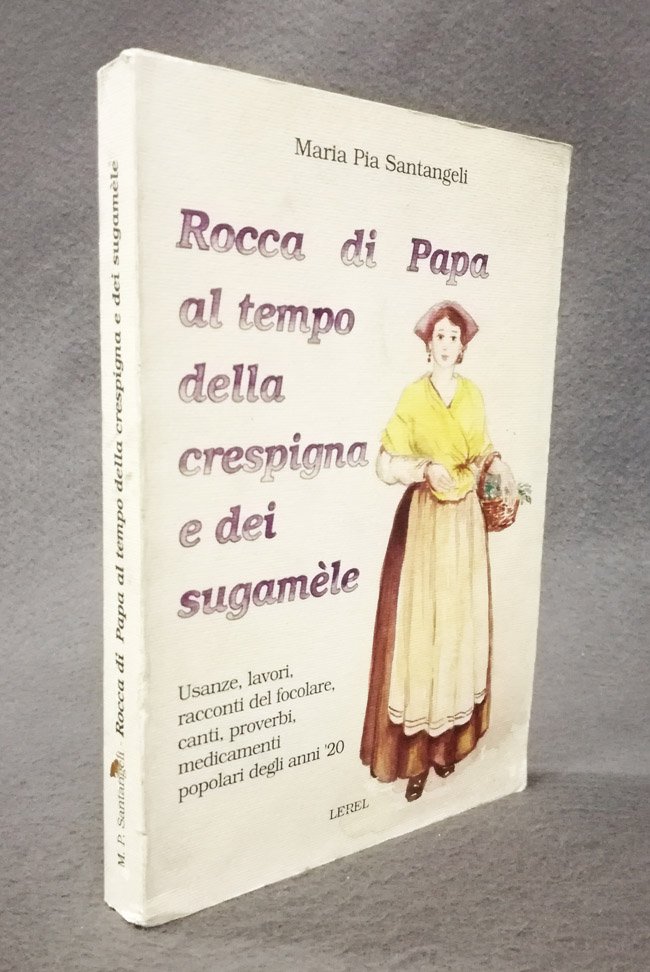 Maria Pia Santangeli
Rocca di Papa
al tempo
della
crespigna
e dei
sugamèle
Usanze, lavori,
racconti del focolare,
canti, proverbi,
medicamenti
popolari degli anni '20
LEREL
M. P. Santangeli - Rocca di Papa al tempo della crespigna e dei sugamèle